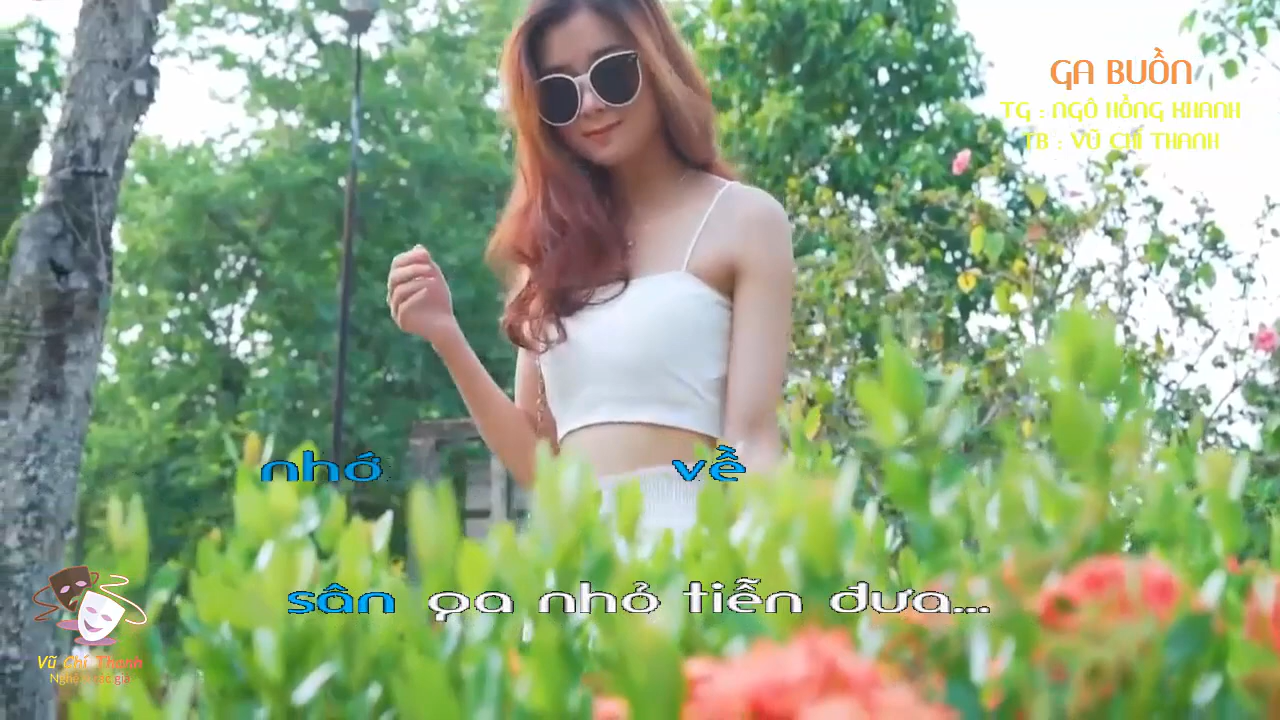 GA BUỒN
TG : NGÔ HỒNG KHANH
TB : VŨ CHÍ THANH
nhớ về
sân ga nhỏ tiễn đưa...
Vũ Chí Thanh